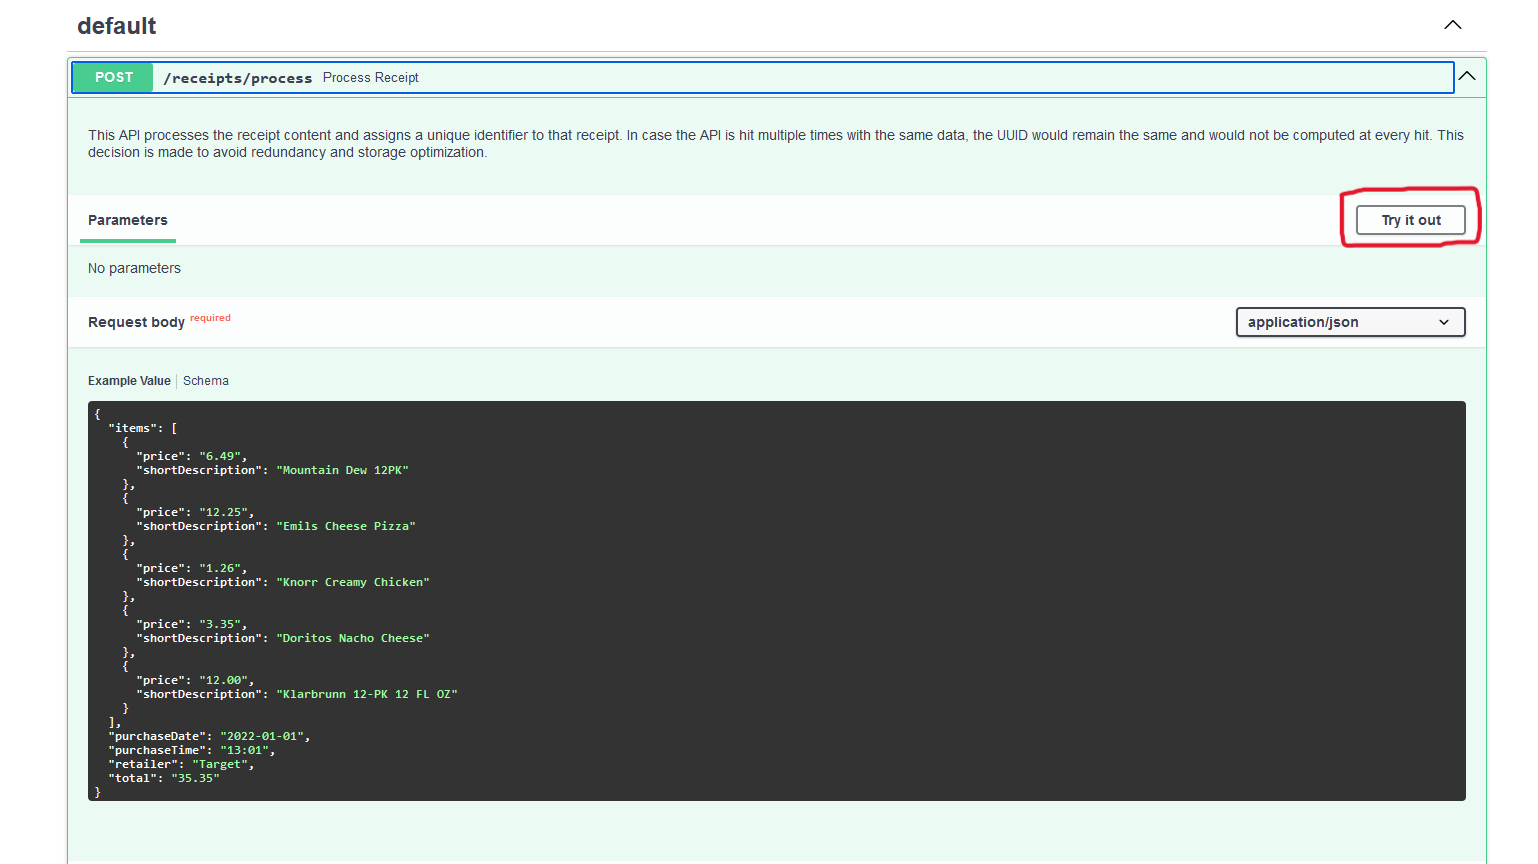 default
POST /receipts/process Process Receipt
This API processes the receipt content and assigns a unique identifier to that receipt. In case the API is hit multiple times with the same data, the UUID would remain the same and would not be computed at every hit. This
decision is made to avoid redundancy and storage optimization.
Parameters
Try it out
No parameters
Request body required
application/json
Example Value Schema
{
  "items": [
    {
      "price": "6.49",
      "shortDescription": "Mountain Dew 12PK"
    },
    {
      "price": "12.25",
      "shortDescription": "Emils Cheese Pizza"
    },
    {
      "price": "1.26",
      "shortDescription": "Knorr Creamy Chicken"
    },
    {
      "price": "3.35",
      "shortDescription": "Doritos Nacho Cheese"
    },
    {
      "price": "12.00",
      "shortDescription": "Klarbrunn 12-PK 12 FL OZ"
    }
  ],
  "purchaseDate": "2022-01-01",
  "purchaseTime": "13:01",
  "retailer": "Target",
  "total": "35.35"
}